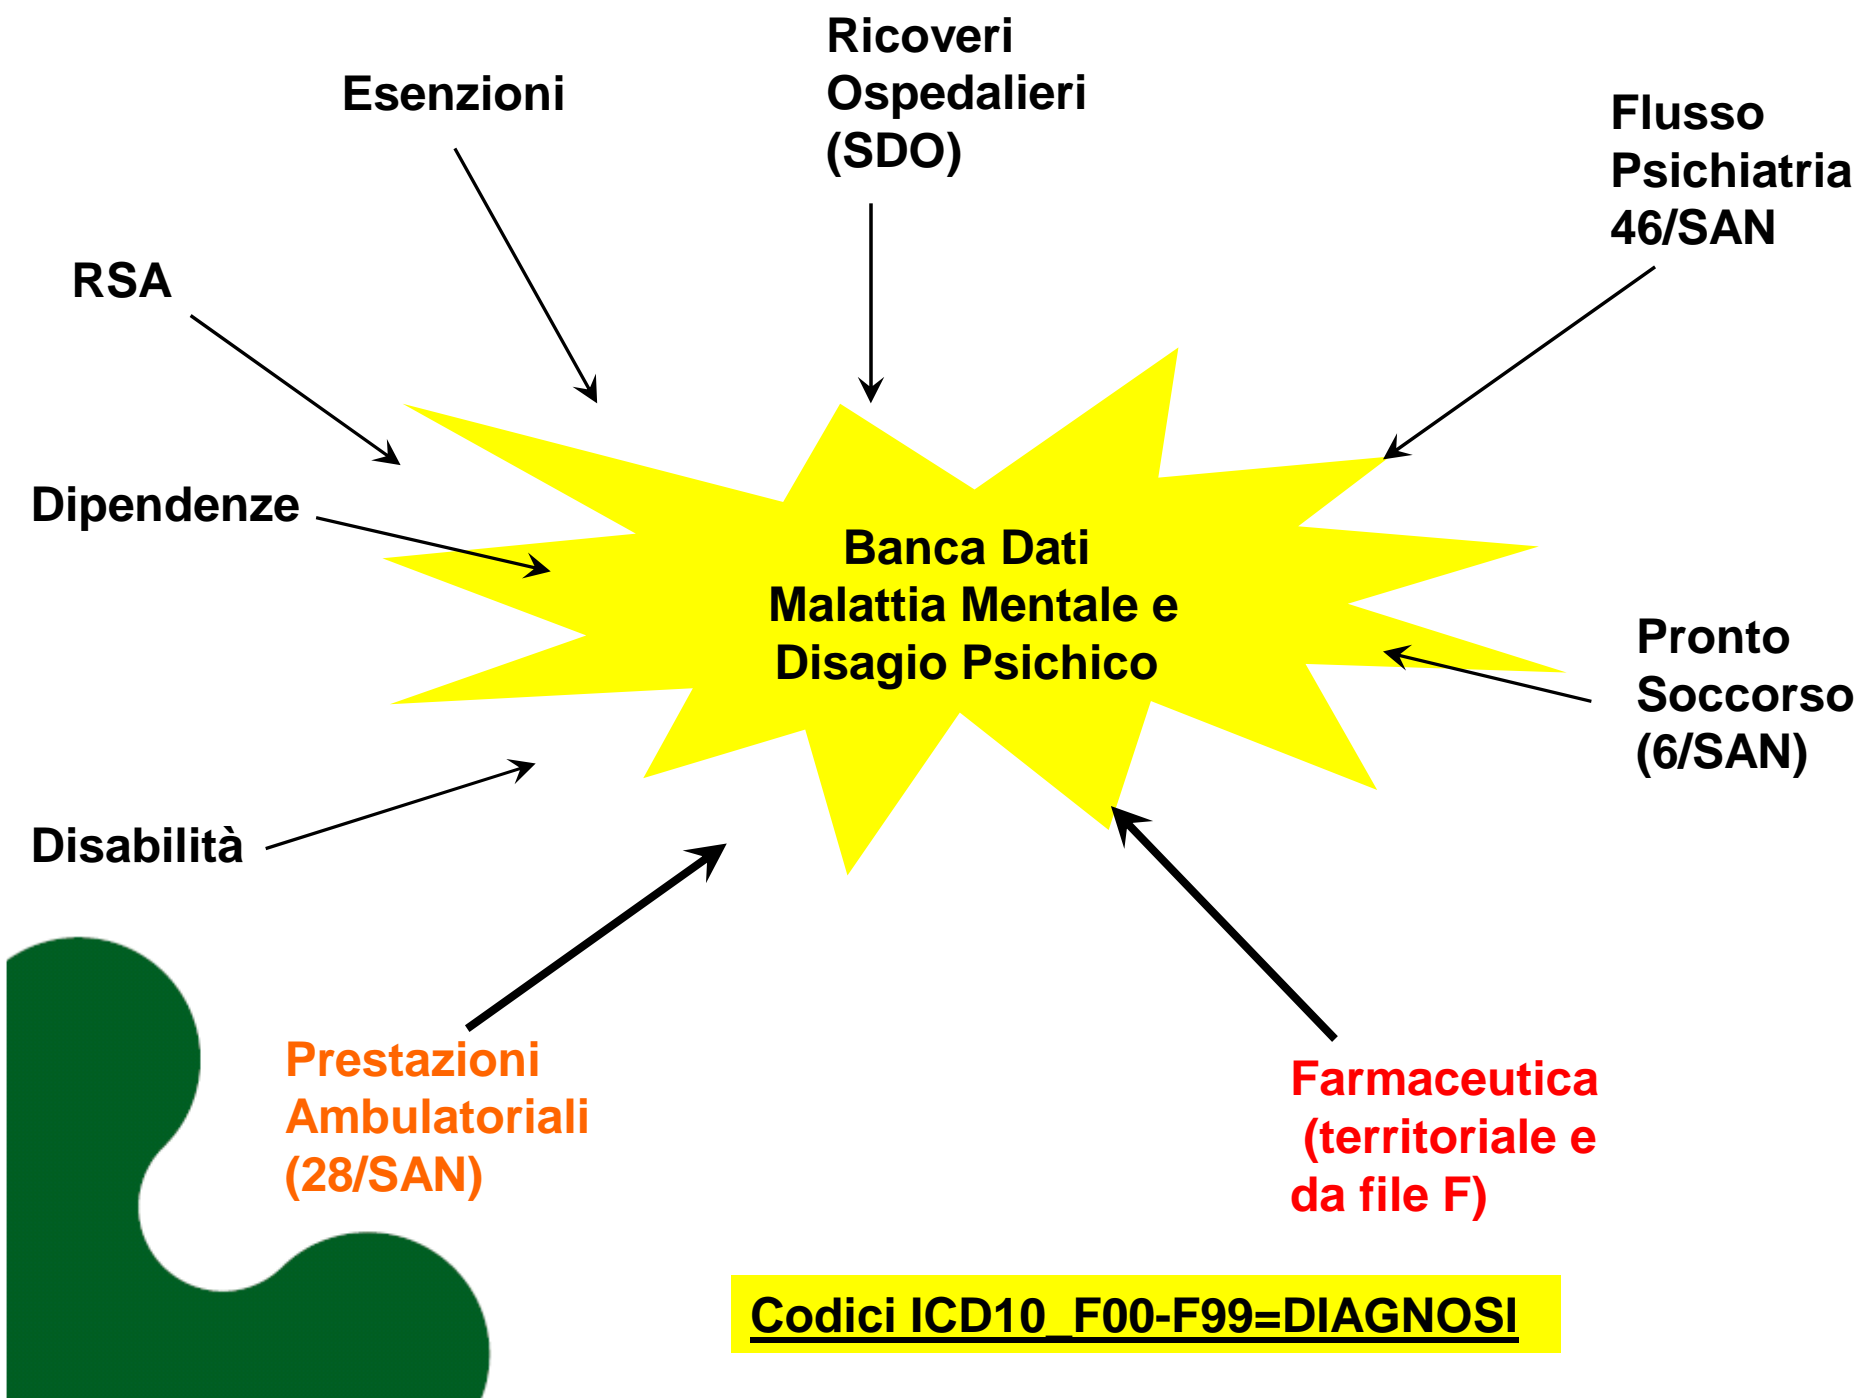 Ricoveri
Ospedalieri
(SDO)
Esenzioni
Flusso
Psichiatria
46/SAN
RSA
Dipendenze
Banca Dati
Malattia Mentale e
Disagio Psichico
Pronto
Soccorso
(6/SAN)
Disabilità
Prestazioni
Ambulatoriali
(28/SAN)
Farmaceutica
(territoriale e
da file F)
Codici ICD10_F00-F99=DIAGNOSI